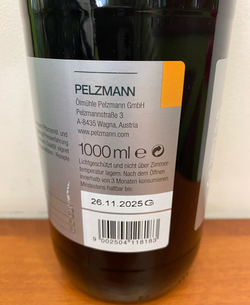 PELZMANN
Ölmühle Pelzmann GmbH
Pelzmannstraße 3
A-8435 Wagna, Austria
www.pelzmann.com
1000 ml e
Lichtgeschützt und nicht über Zimmer-
temperatur lagern. Nach dem Öffnen
innerhalb von 3 Monaten konsumieren.
Mindestens haltbar bis:
26.11.2025
9 002504 118183